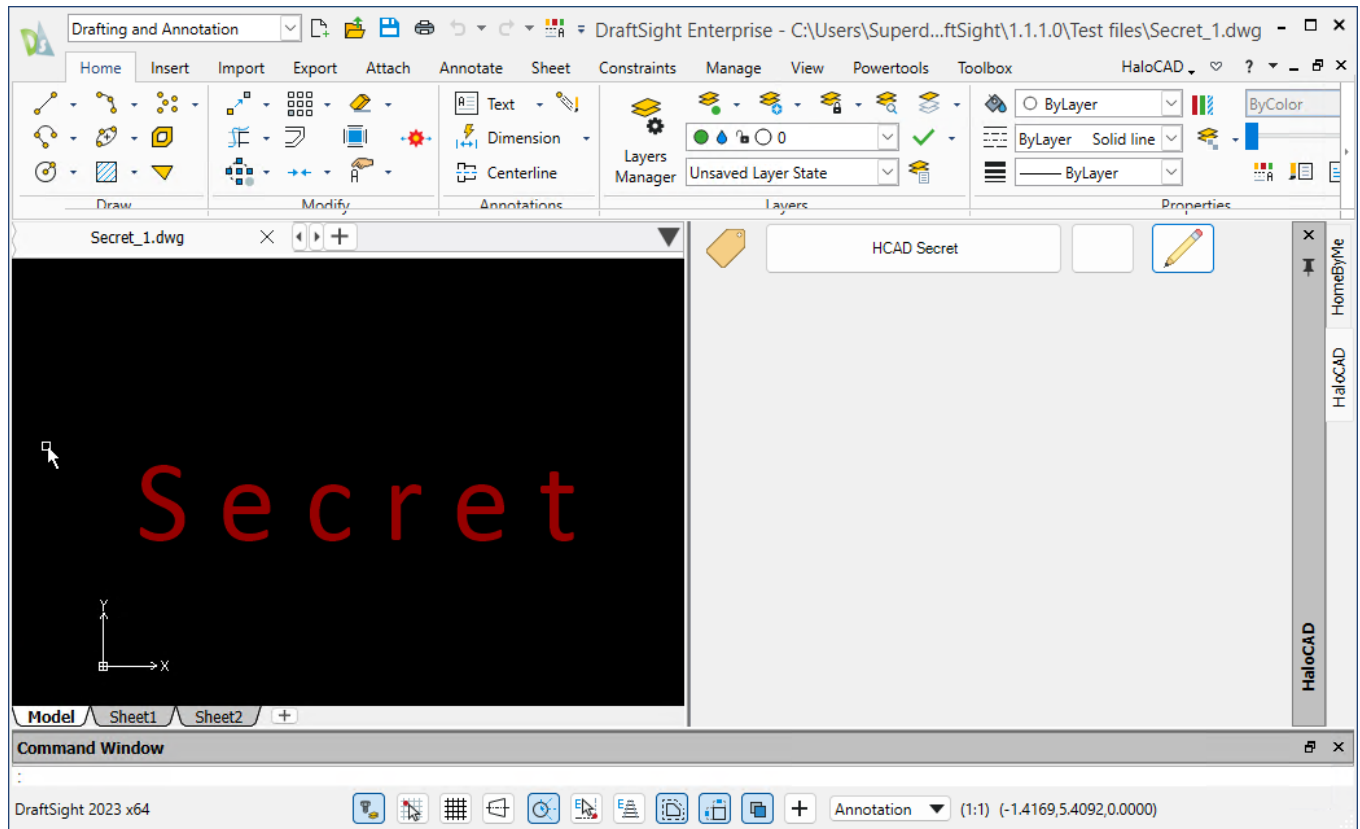 Drafting and Annotation
DraftSight Enterprise - C:\Users\Superd...ftSight\1.1.1.0\Test files\Secret_1.dwg
Home Insert Import Export Attach Annotate Sheet Constraints Manage View Powertools Toolbox HaloCAD ?
Text
ByLayer
ByColor
Dimension
0
ByLayer Solid line
Layers
Manager
Centerline
Unsaved Layer State
ByLayer
Draw Modify Annotations Layers Properties
Secret_1.dwg
HCAD Secret
HomeByMe
HaloCAD
Secret
Y
X
HaloCAD
Model Sheet1 Sheet2 +
Command Window
:
DraftSight 2023 x64
Annotation (1:1) (-1.4169,5.4092,0.0000)